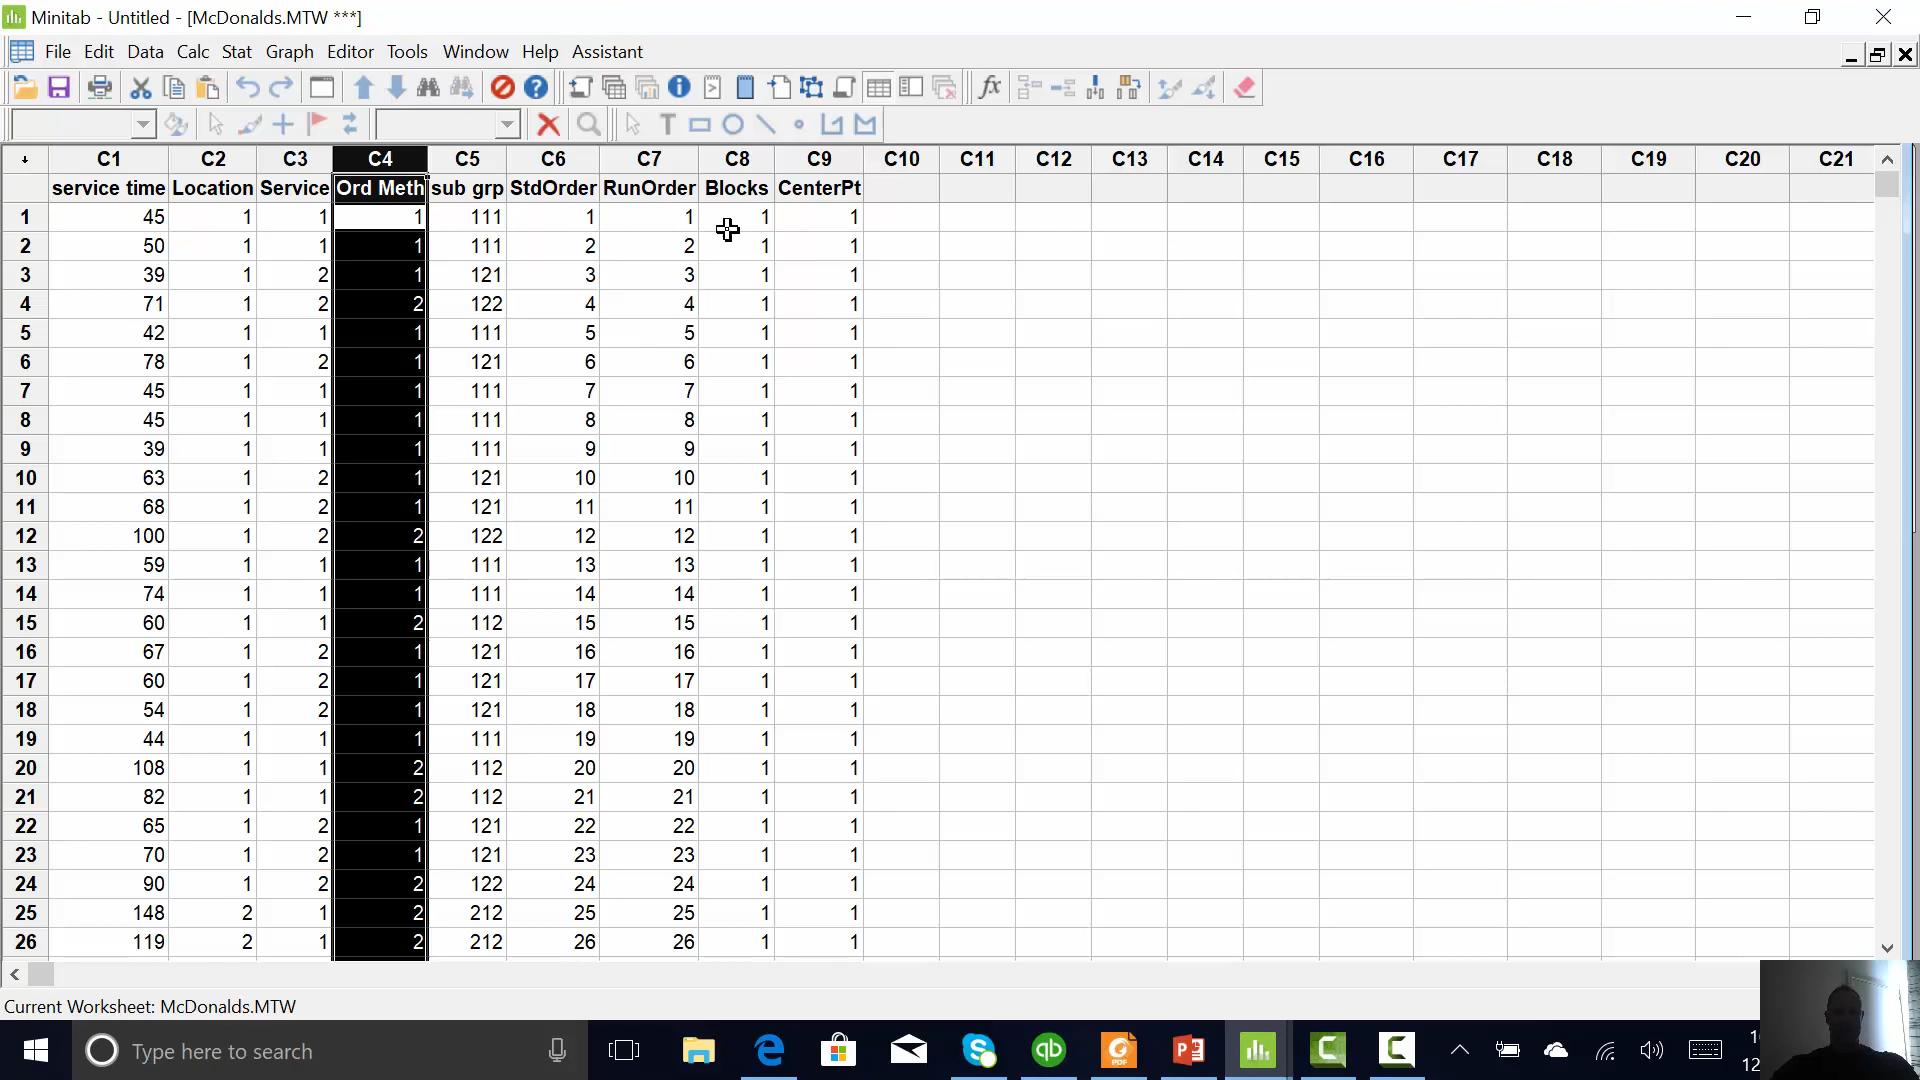 Minitab - Untitled - [McDonalds.MTW ***]
File Edit Data Calc Stat Graph Editor Tools Window Help Assistant
C1 C2 C3 C4 C5 C6 C7 C8 C9 C10 C11 C12 C13 C14 C15 C16 C17 C18 C19 C20 C21
service time Location Service Ord Meth sub grp StdOrder RunOrder Blocks CenterPt
1 45 1 1 1 111 1 1 1 1
2 50 1 1 1 111 2 2 1 1
3 39 1 2 1 121 3 3 1 1
4 71 1 2 2 122 4 4 1 1
5 42 1 1 1 111 5 5 1 1
6 78 1 2 1 121 6 6 1 1
7 45 1 1 1 111 7 7 1 1
8 45 1 1 1 111 8 8 1 1
9 39 1 1 1 111 9 9 1 1
10 63 1 2 1 121 10 10 1 1
11 68 1 2 1 121 11 11 1 1
12 100 1 2 2 122 12 12 1 1
13 59 1 1 1 111 13 13 1 1
14 74 1 1 1 111 14 14 1 1
15 60 1 1 2 112 15 15 1 1
16 67 1 2 1 121 16 16 1 1
17 60 1 2 1 121 17 17 1 1
18 54 1 2 1 121 18 18 1 1
19 44 1 1 1 111 19 19 1 1
20 108 1 1 2 112 20 20 1 1
21 82 1 1 2 112 21 21 1 1
22 65 1 2 1 121 22 22 1 1
23 70 1 2 1 121 23 23 1 1
24 90 1 2 2 122 24 24 1 1
25 148 2 1 2 212 25 25 1 1
26 119 2 1 2 212 26 26 1 1
Current Worksheet: McDonalds.MTW
Type here to search